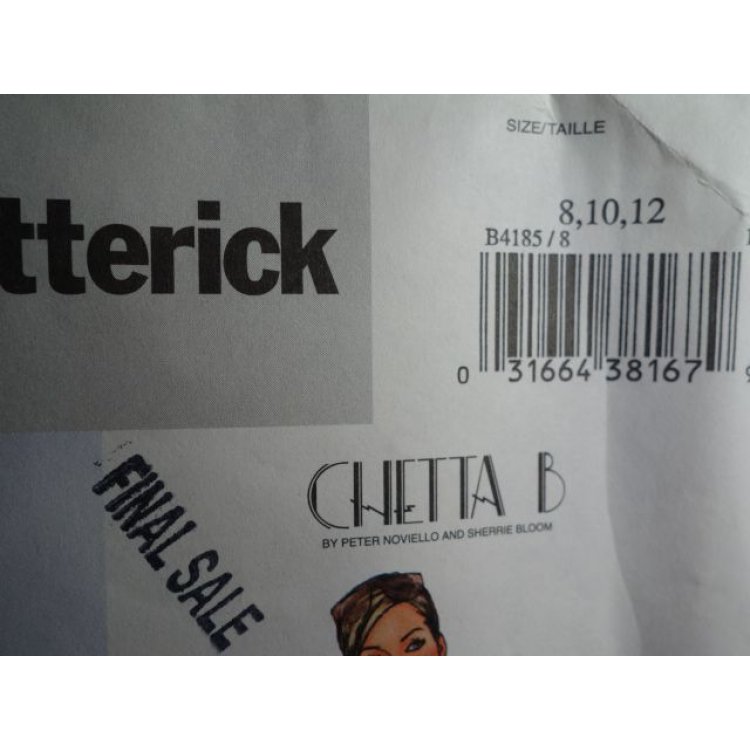 tterick
SIZE/TAILLE
8,10,12
B4185 / 8
0 31664 38167 9
CHETTA B
BY PETER NOVIELLO AND SHERRIE BLOOM
FINAL SALE